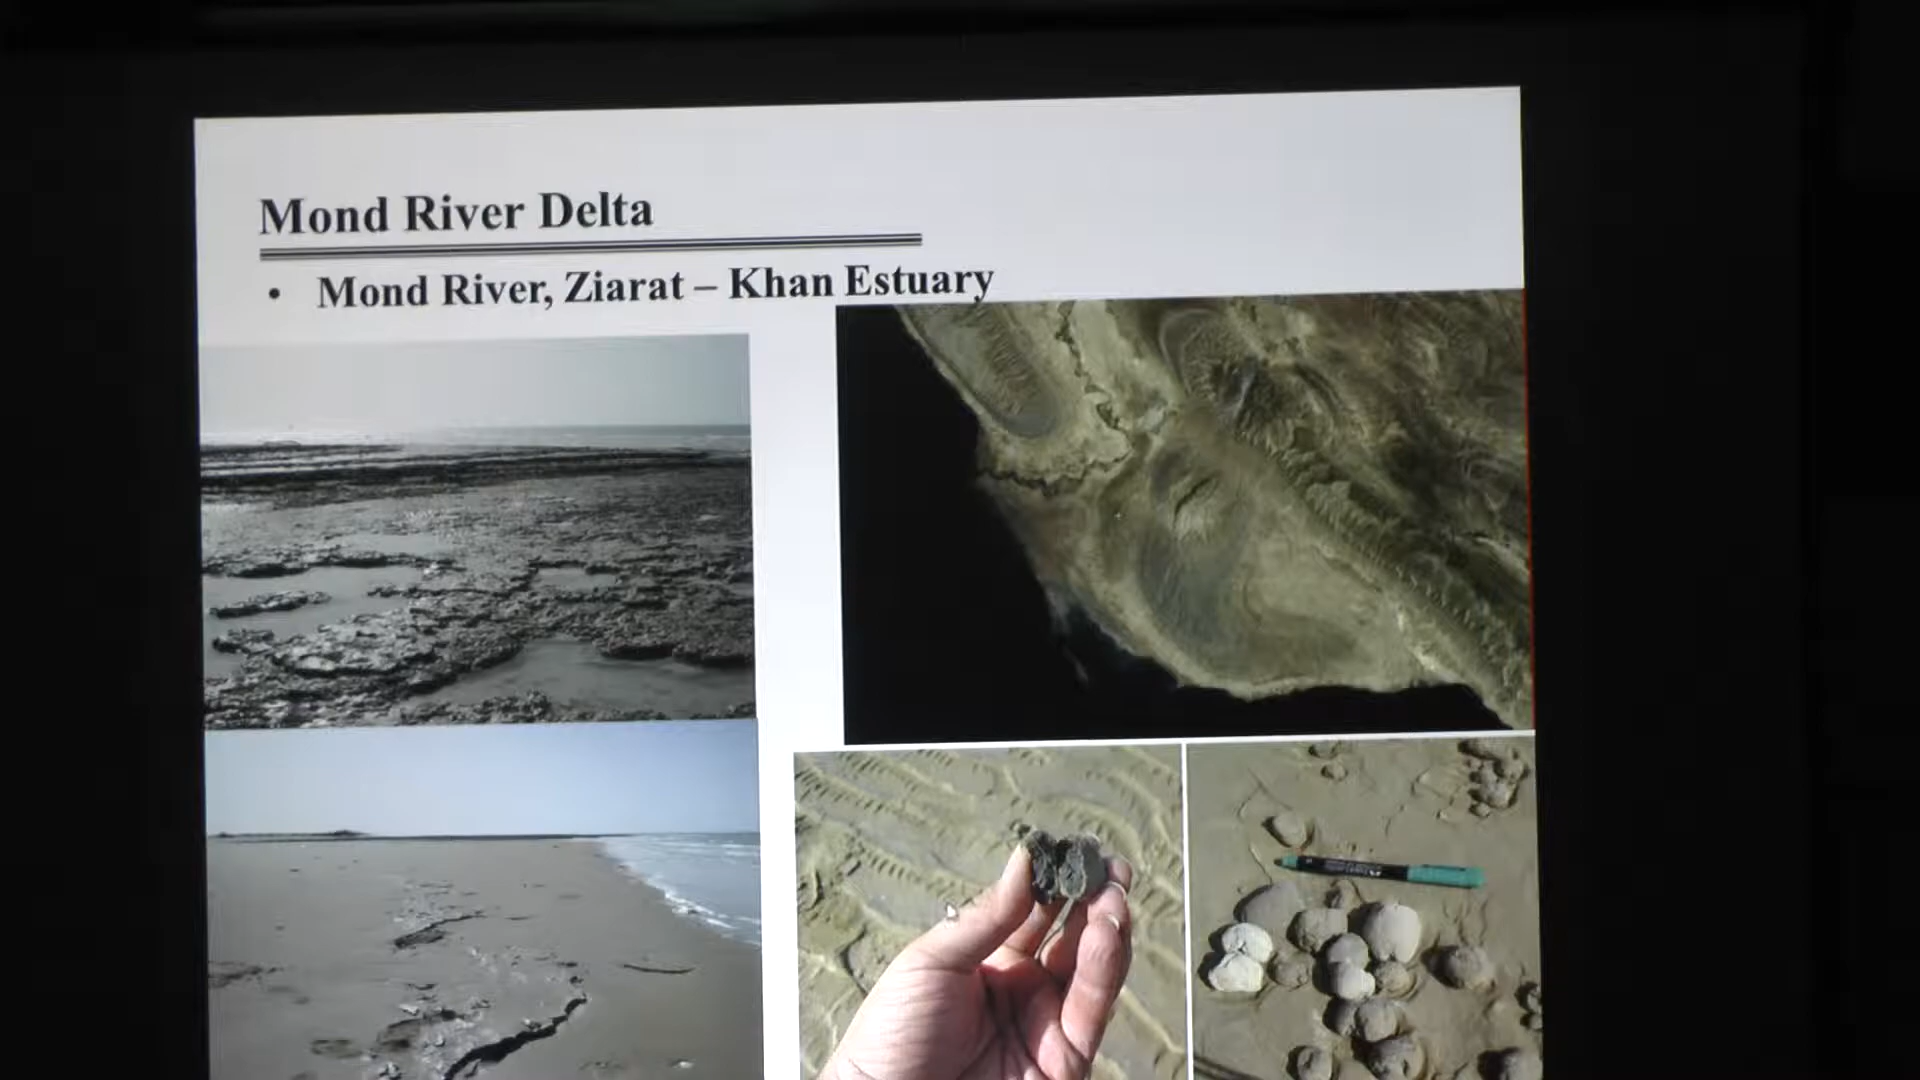 Mond River Delta
• Mond River, Ziarat – Khan Estuary